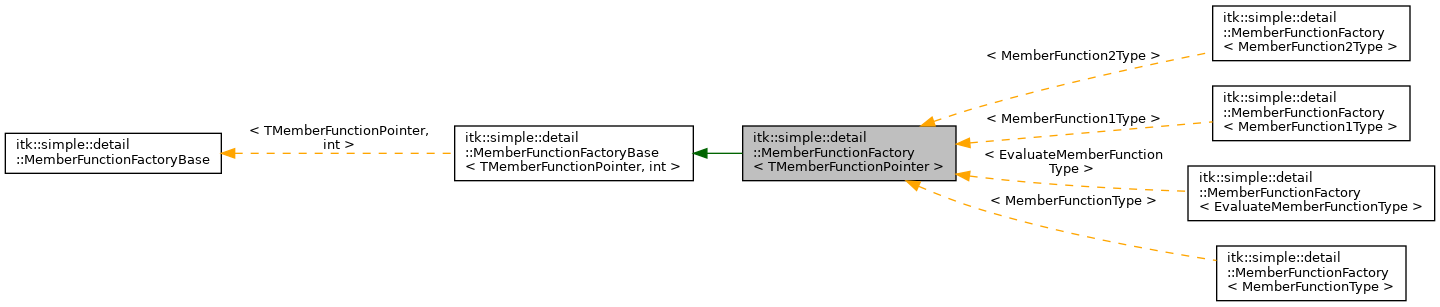 itk::simple::detail
::MemberFunctionFactoryBase
< TMemberFunctionPointer,
int >
itk::simple::detail
::MemberFunctionFactoryBase
< TMemberFunctionPointer, int >
itk::simple::detail
::MemberFunctionFactory
< TMemberFunctionPointer >
< MemberFunction2Type >
itk::simple::detail
::MemberFunctionFactory
< MemberFunction2Type >
< MemberFunction1Type >
itk::simple::detail
::MemberFunctionFactory
< MemberFunction1Type >
< EvaluateMemberFunction
Type >
itk::simple::detail
::MemberFunctionFactory
< EvaluateMemberFunctionType >
< MemberFunctionType >
itk::simple::detail
::MemberFunctionFactory
< MemberFunctionType >